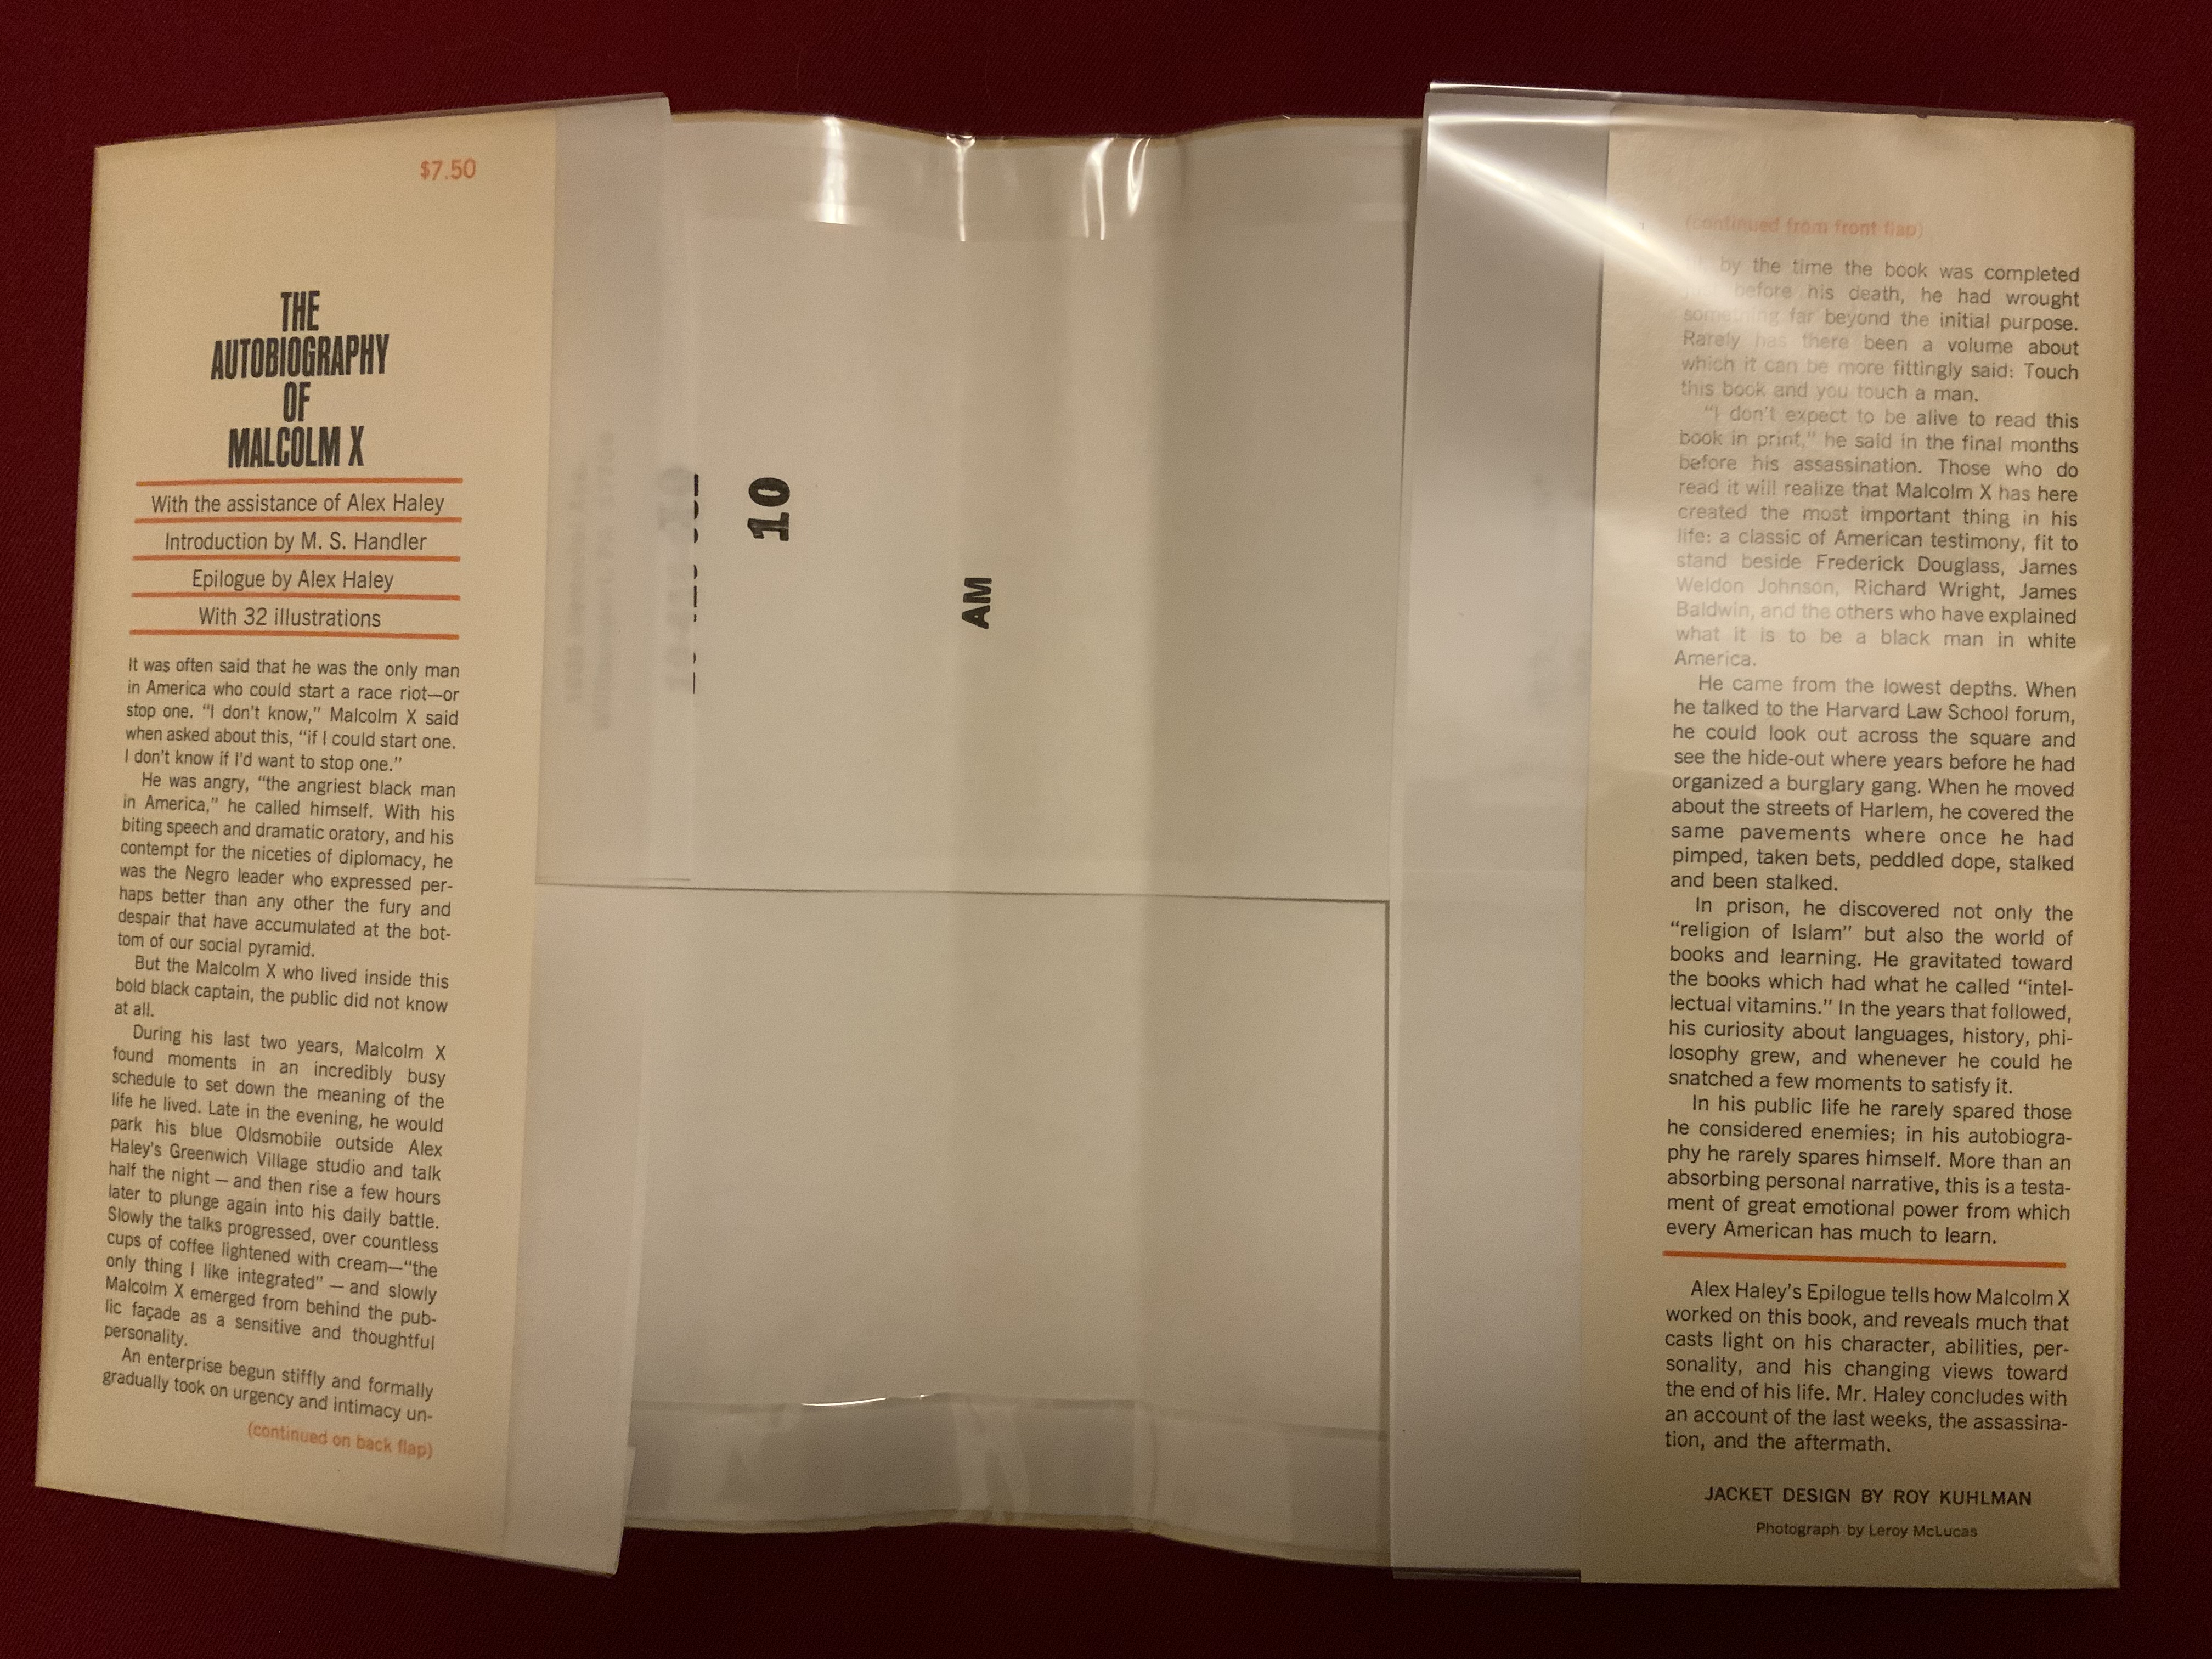 $7.50
THE
AUTOBIOGRAPHY
OF
MALCOLM X
With the assistance of Alex Haley
Introduction by M. S. Handler
Epilogue by Alex Haley
With 32 illustrations
It was often said that he was the only man
in America who could start a race riot—or
stop one. “I don't know,” Malcolm X said
when asked about this, “if I could start one.
I don't know if I'd want to stop one.”
He was angry, “the angriest black man
in America,” he called himself. With his
biting speech and dramatic oratory, and his
contempt for the niceties of diplomacy, he
was the Negro leader who expressed per-
haps better than any other the fury and
despair that have accumulated at the bot-
tom of our social pyramid.
But the Malcolm X who lived inside this
bold black captain, the public did not know
at all.
During his last two years, Malcolm X
found moments in an incredibly busy
schedule to set down the meaning of the
life he lived. Late in the evening, he would
park his blue Oldsmobile outside Alex
Haley's Greenwich Village studio and talk
half the night — and then rise a few hours
later to plunge again into his daily battle.
Slowly the talks progressed, over countless
cups of coffee lightened with cream—“the
only thing I like integrated” — and slowly
Malcolm X emerged from behind the pub-
lic façade as a sensitive and thoughtful
personality.
An enterprise begun stiffly and formally
gradually took on urgency and intimacy un-
(continued on back flap)
10
AM
(continued from front flap)
by the time the book was completed
before his death, he had wrought
something far beyond the initial purpose.
Rarely has there been a volume about
which it can be more fittingly said: Touch
this book and you touch a man.
“I don't expect to be alive to read this
book in print,” he said in the final months
before his assassination. Those who do
read it will realize that Malcolm X has here
created the most important thing in his
life: a classic of American testimony, fit to
stand beside Frederick Douglass, James
Weldon Johnson, Richard Wright, James
Baldwin, and the others who have explained
what it is to be a black man in white
America.
He came from the lowest depths. When
he talked to the Harvard Law School forum,
he could look out across the square and
see the hide-out where years before he had
organized a burglary gang. When he moved
about the streets of Harlem, he covered the
same pavements where once he had
pimped, taken bets, peddled dope, stalked
and been stalked.
In prison, he discovered not only the
“religion of Islam” but also the world of
books and learning. He gravitated toward
the books which had what he called “intel-
lectual vitamins.” In the years that followed,
his curiosity about languages, history, phi-
losophy grew, and whenever he could he
snatched a few moments to satisfy it.
In his public life he rarely spared those
he considered enemies; in his autobiogra-
phy he rarely spares himself. More than an
absorbing personal narrative, this is a testa-
ment of great emotional power from which
every American has much to learn.
Alex Haley's Epilogue tells how Malcolm X
worked on this book, and reveals much that
casts light on his character, abilities, per-
sonality, and his changing views toward
the end of his life. Mr. Haley concludes with
an account of the last weeks, the assassina-
tion, and the aftermath.
JACKET DESIGN BY ROY KUHLMAN
Photograph by Leroy McLucas